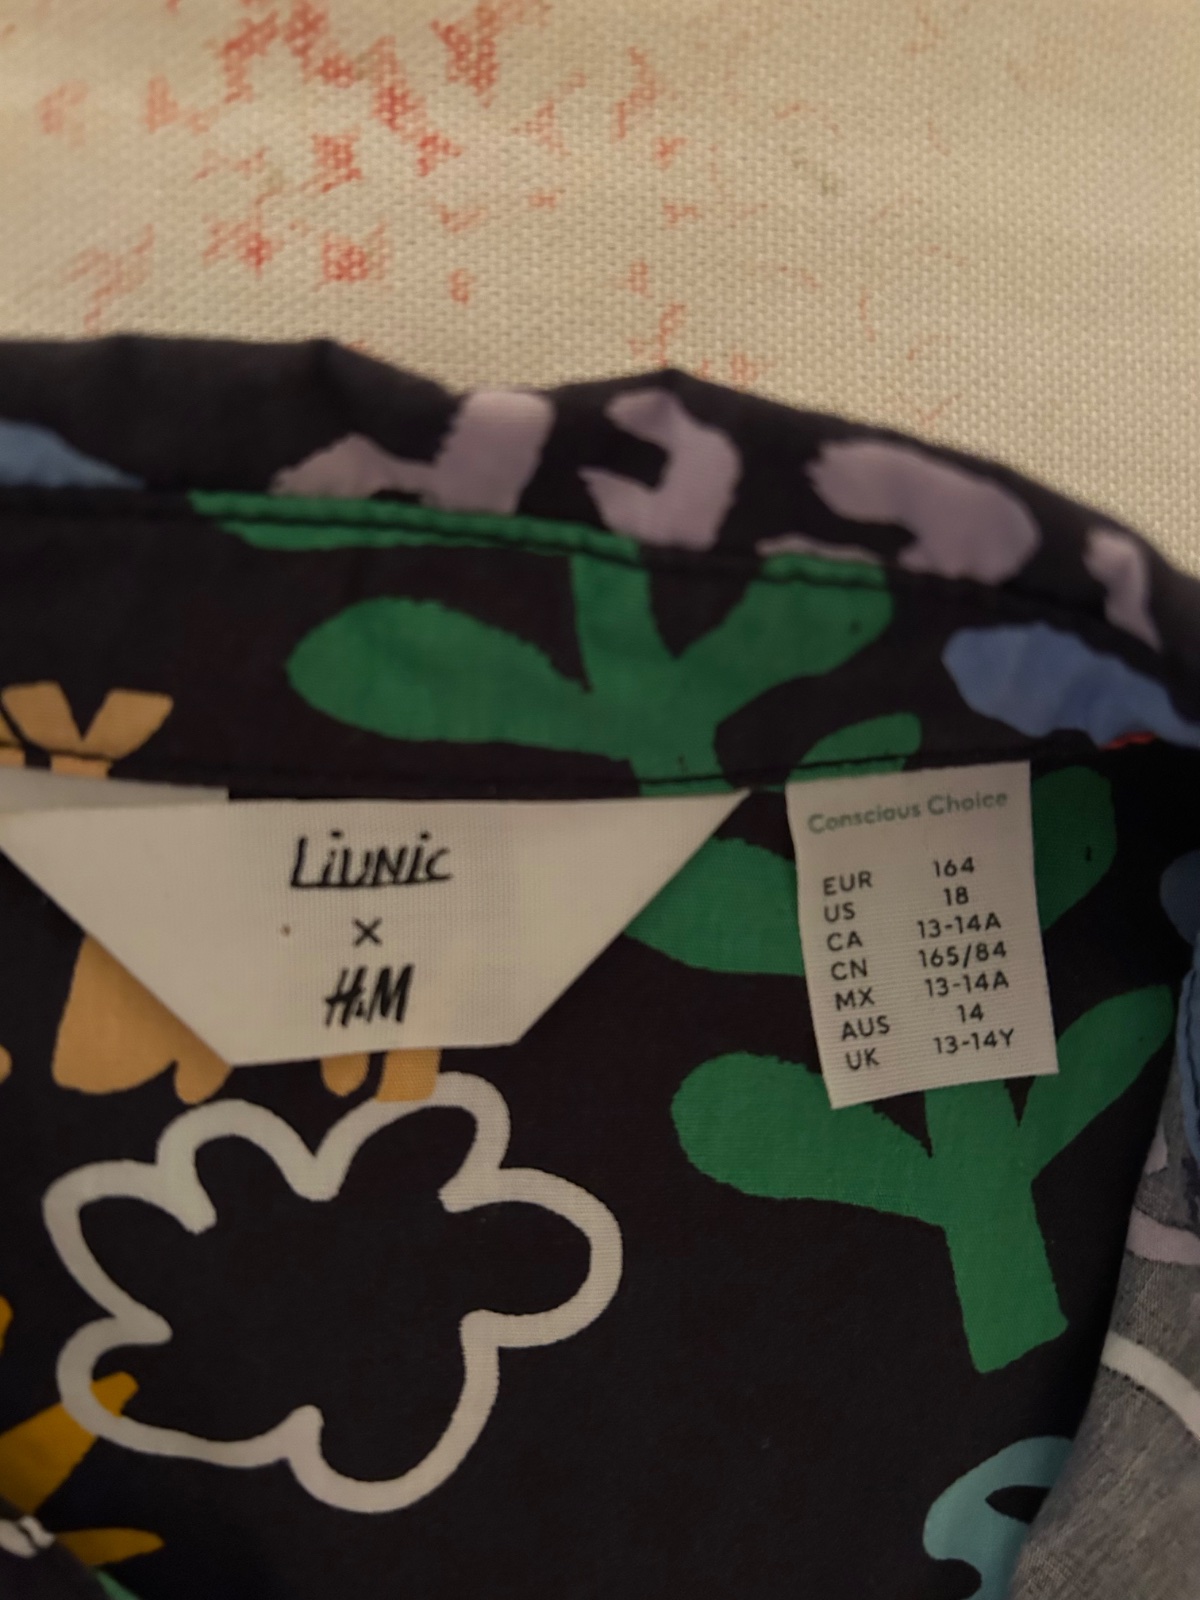 Liunic
×
H&M
Conscious Choice
EUR 164
US 18
CA 13-14A
CN 165/84
MX 13-14A
AUS 14
UK 13-14Y